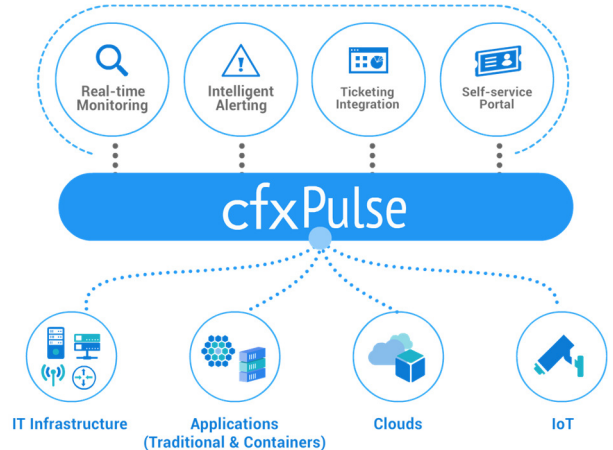 Real-time
Monitoring
Intelligent
Alerting
Ticketing
Integration
Self-service
Portal
cfxPulse
IT Infrastructure
Applications
(Traditional & Containers)
Clouds
IoT